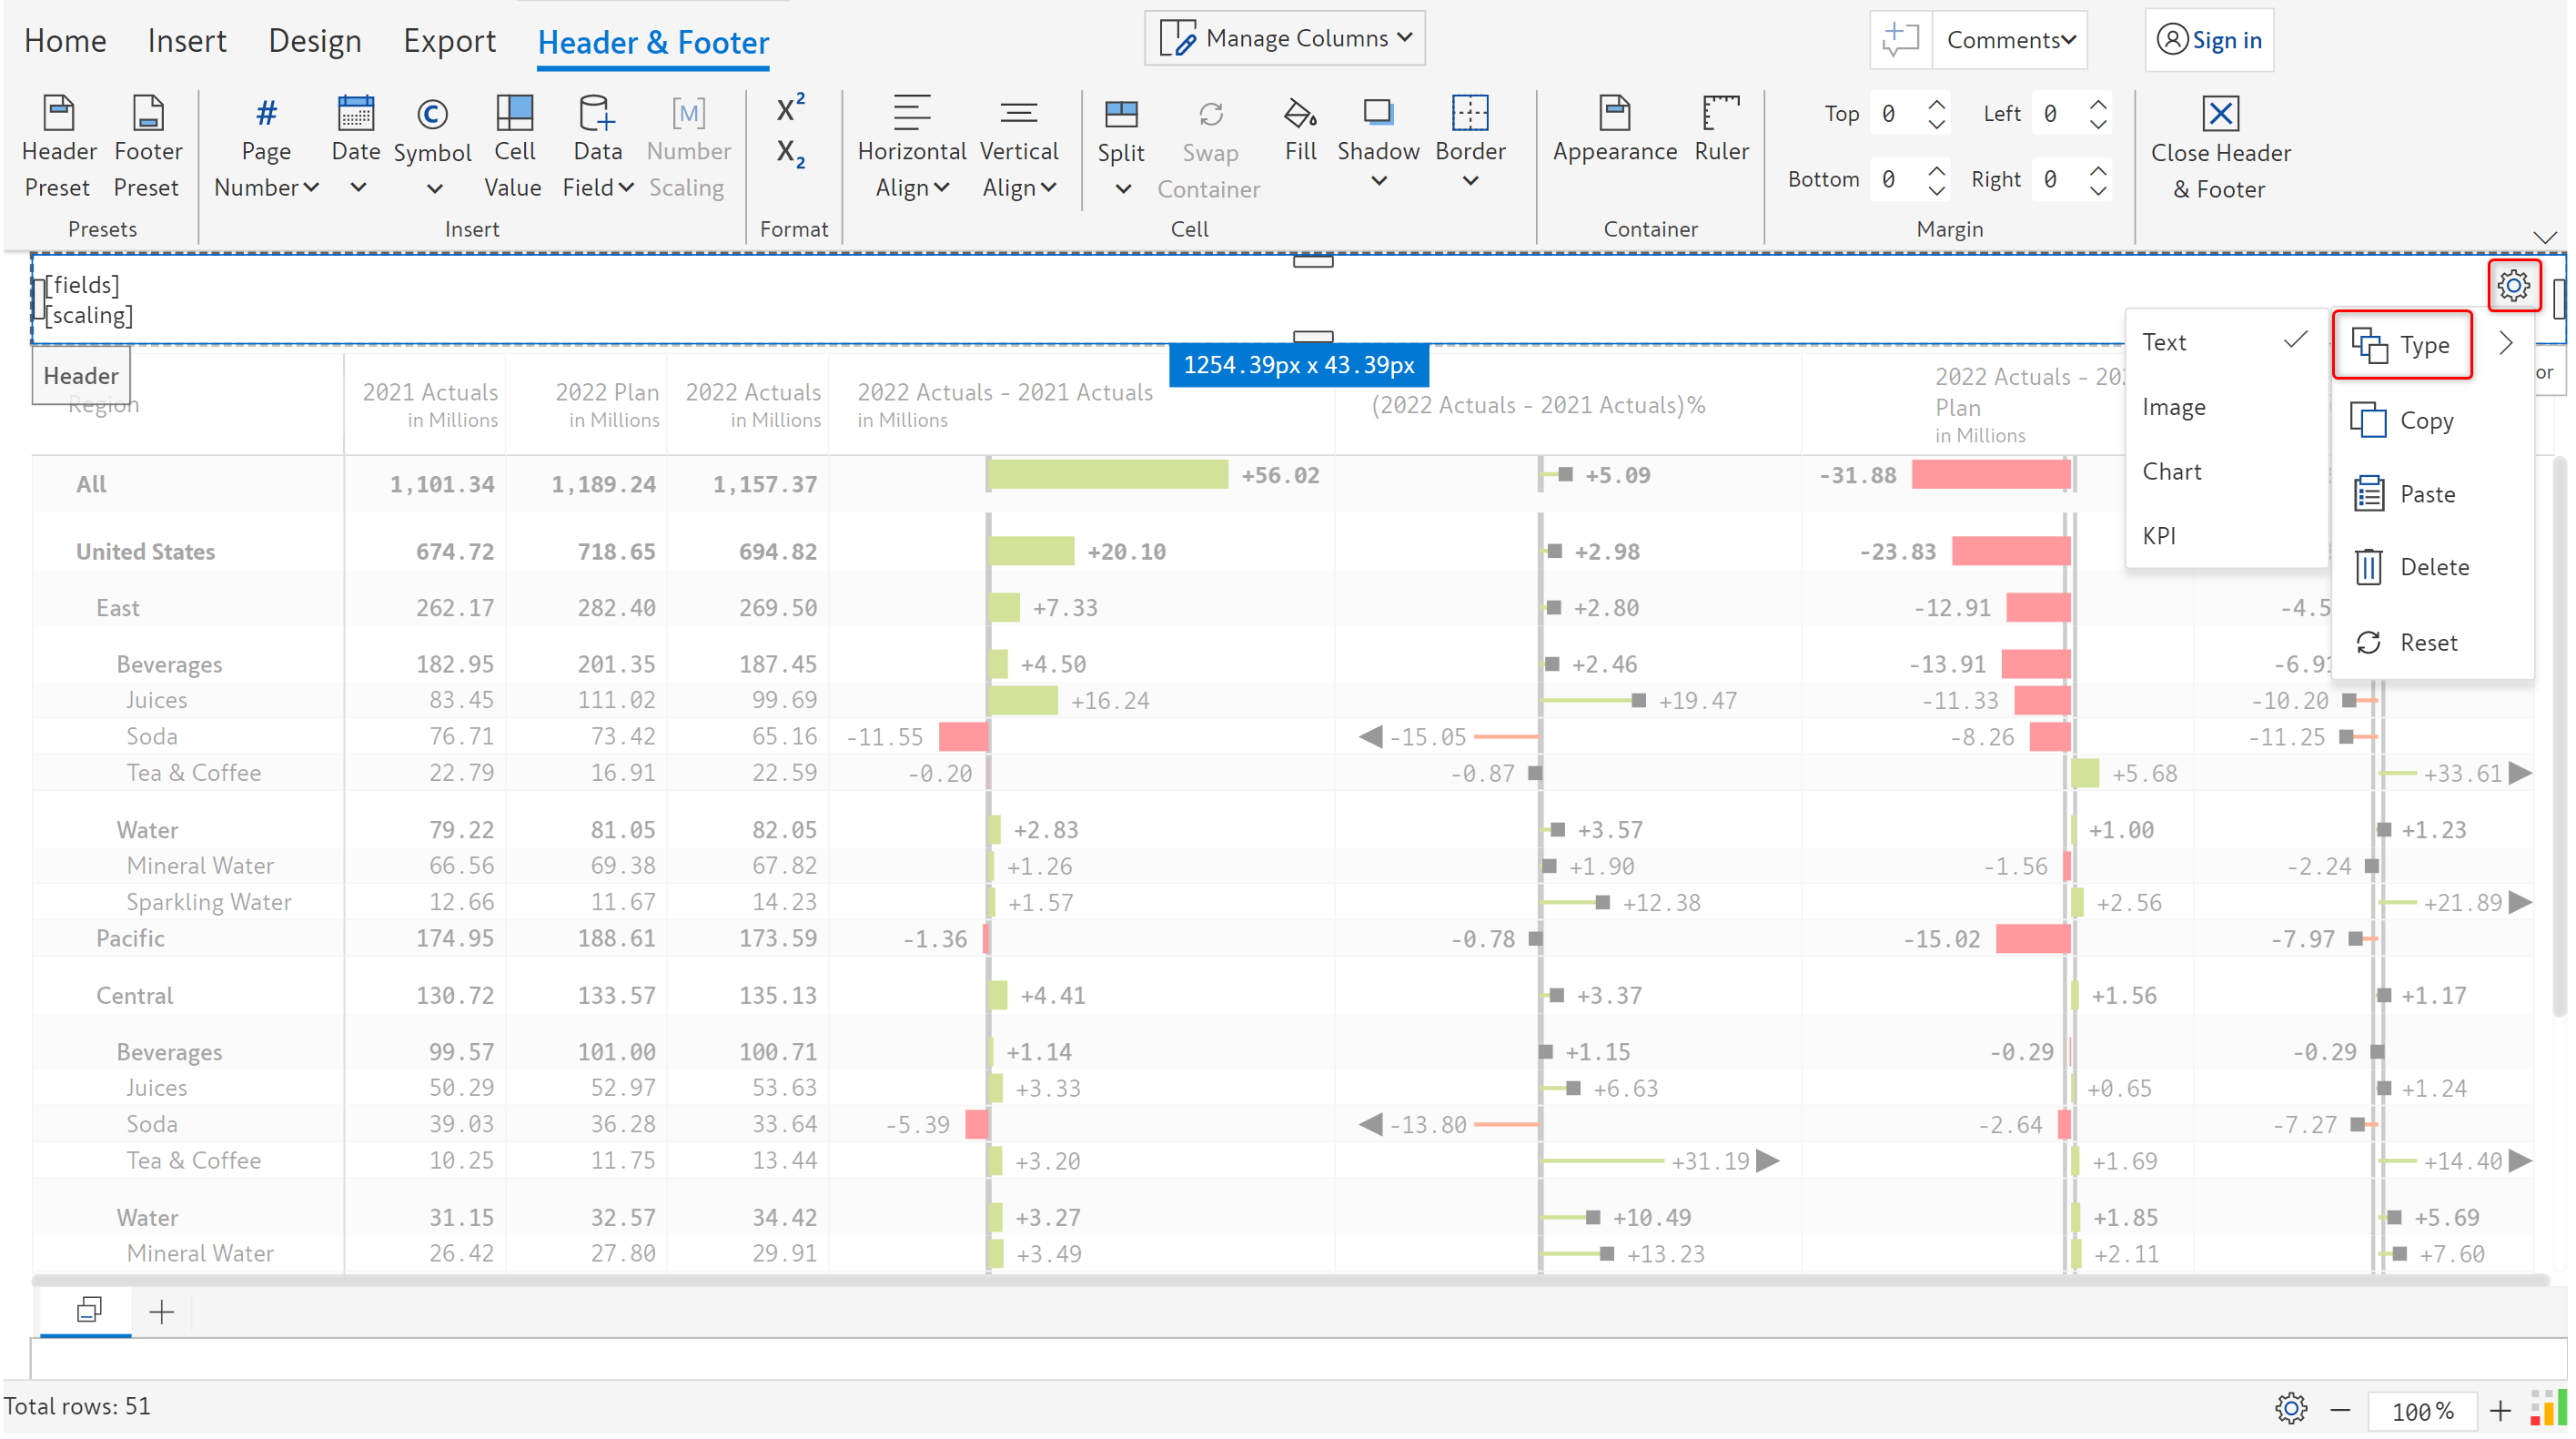 Home Insert Design Export Header & Footer Manage Columns Comments Sign in
Header Preset Footer Preset Page Number Date Symbol Cell Value Data Field [M] Number Scaling X² X₂ Horizontal Align Vertical Align Split Swap Container Fill Shadow Border Appearance Ruler Top 0 Left 0 Bottom 0 Right 0 Close Header & Footer
Presets Insert Format Cell Container Margin
[fields]
[scaling]
Header
1254.39px x 43.39px
Text
Image
Chart
KPI
Type
Copy
Paste
Delete
Reset
or
Region
2021 Actuals in Millions
2022 Plan in Millions
2022 Actuals in Millions
2022 Actuals - 2021 Actuals in Millions
(2022 Actuals - 2021 Actuals)%
2022 Actuals - 202
Plan
in Millions
All 1,101.34 1,189.24 1,157.37 +56.02 +5.09 -31.88
United States 674.72 718.65 694.82 +20.10 +2.98 -23.83
East 262.17 282.40 269.50 +7.33 +2.80 -12.91 -4.5
Beverages 182.95 201.35 187.45 +4.50 +2.46 -13.91 -6.91
Juices 83.45 111.02 99.69 +16.24 +19.47 -11.33 -10.20
Soda 76.71 73.42 65.16 -11.55 -15.05 -8.26 -11.25
Tea & Coffee 22.79 16.91 22.59 -0.20 -0.87 +5.68 +33.61
Water 79.22 81.05 82.05 +2.83 +3.57 +1.00 +1.23
Mineral Water 66.56 69.38 67.82 +1.26 +1.90 -1.56 -2.24
Sparkling Water 12.66 11.67 14.23 +1.57 +12.38 +2.56 +21.89
Pacific 174.95 188.61 173.59 -1.36 -0.78 -15.02 -7.97
Central 130.72 133.57 135.13 +4.41 +3.37 +1.56 +1.17
Beverages 99.57 101.00 100.71 +1.14 +1.15 -0.29 -0.29
Juices 50.29 52.97 53.63 +3.33 +6.63 +0.65 +1.24
Soda 39.03 36.28 33.64 -5.39 -13.80 -2.64 -7.27
Tea & Coffee 10.25 11.75 13.44 +3.20 +31.19 +1.69 +14.40
Water 31.15 32.57 34.42 +3.27 +10.49 +1.85 +5.69
Mineral Water 26.42 27.80 29.91 +3.49 +13.23 +2.11 +7.60
Total rows: 51
100 %